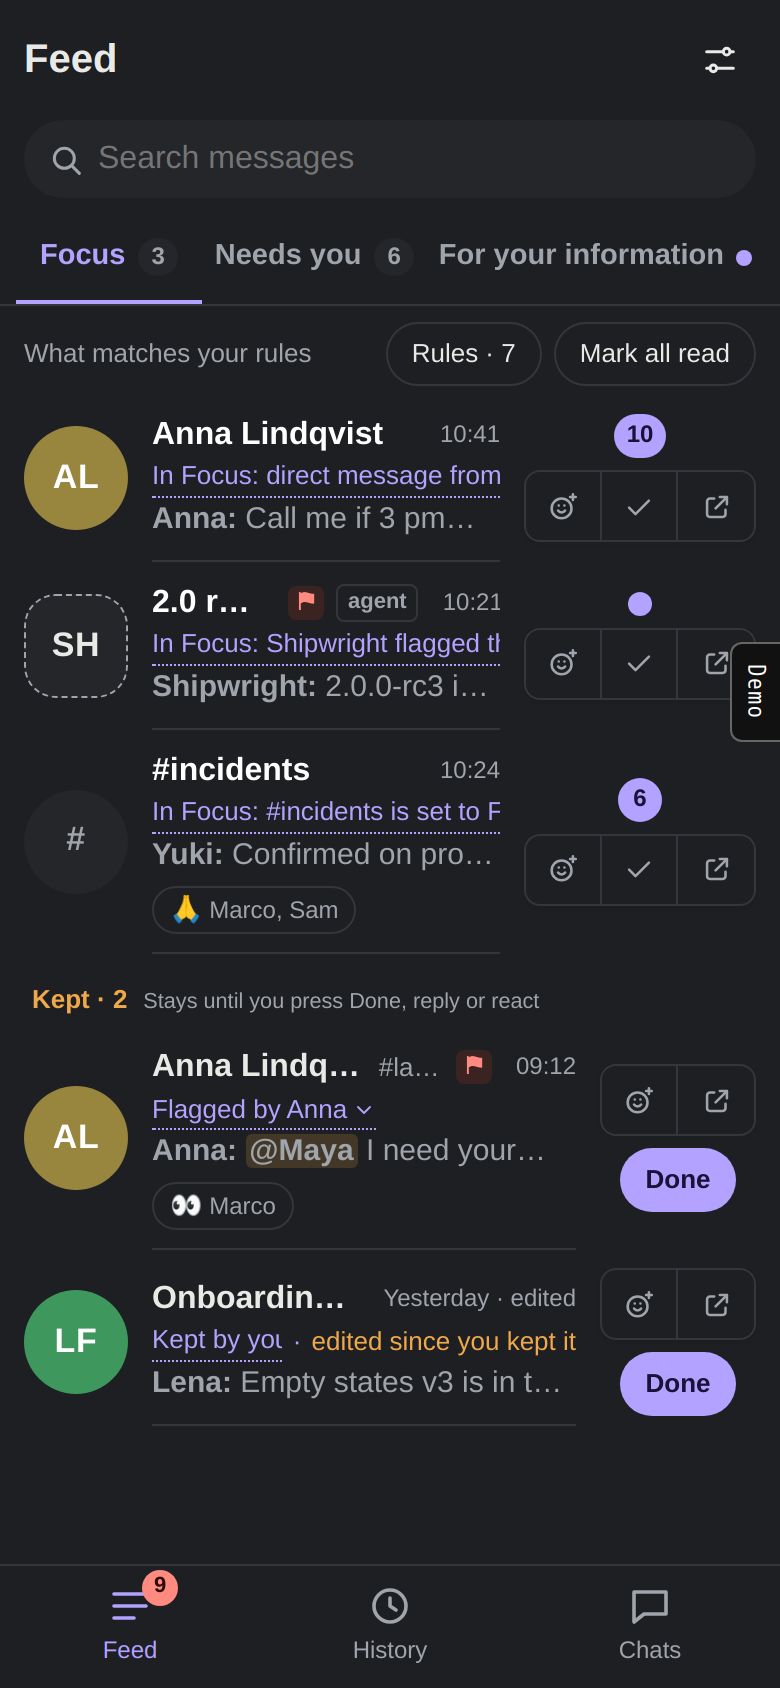 Feed
Search messages
Focus 3 Needs you 6 For your information
What matches your rules Rules · 7 Mark all read
AL Anna Lindqvist 10:41 10
In Focus: direct message from
Anna: Call me if 3 pm…
SH 2.0 r… agent 10:21
In Focus: Shipwright flagged th
Shipwright: 2.0.0-rc3 i…
Demo
# #incidents 10:24 6
In Focus: #incidents is set to F
Yuki: Confirmed on pro…
🙏 Marco, Sam
Kept · 2 Stays until you press Done, reply or react
AL Anna Lindq… #la… 09:12
Flagged by Anna
Anna: @Maya I need your…
Done
👀 Marco
LF Onboardin… Yesterday · edited
Kept by you · edited since you kept it
Lena: Empty states v3 is in t…
Done
9
Feed History Chats